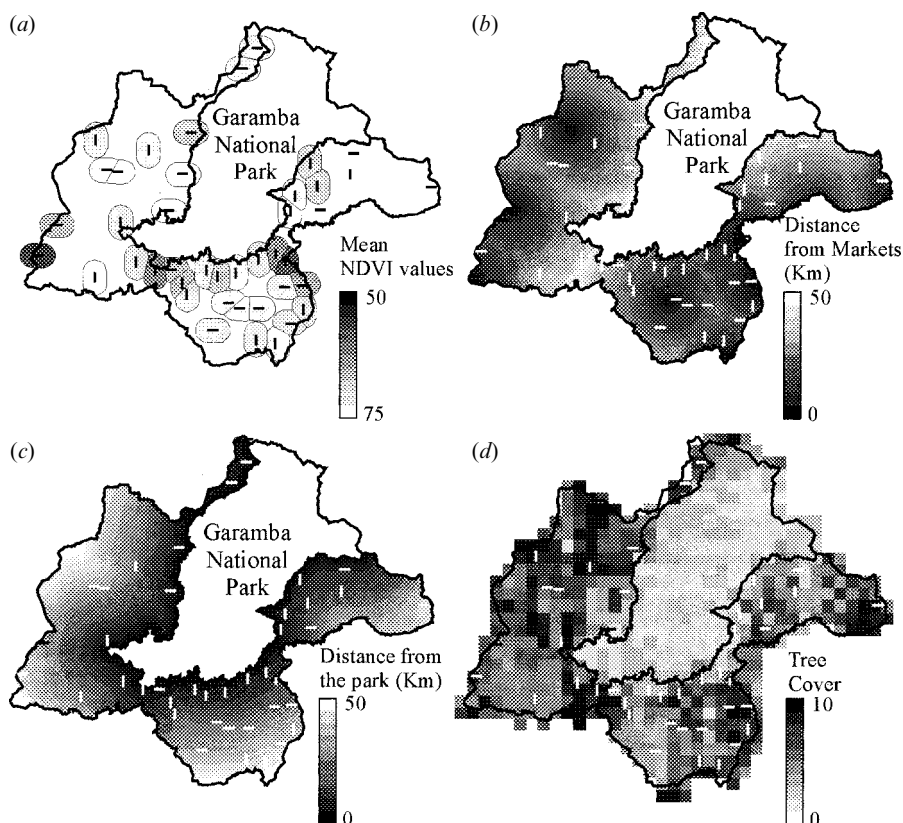 (a)
Garamba
National
Park
Mean
NDVI values
50
75
(b)
Garamba
National
Park
Distance
from Markets
(Km)
50
0
(c)
Garamba
National
Park
Distance from
the park (Km)
50
0
(d)
Tree
Cover
10
0